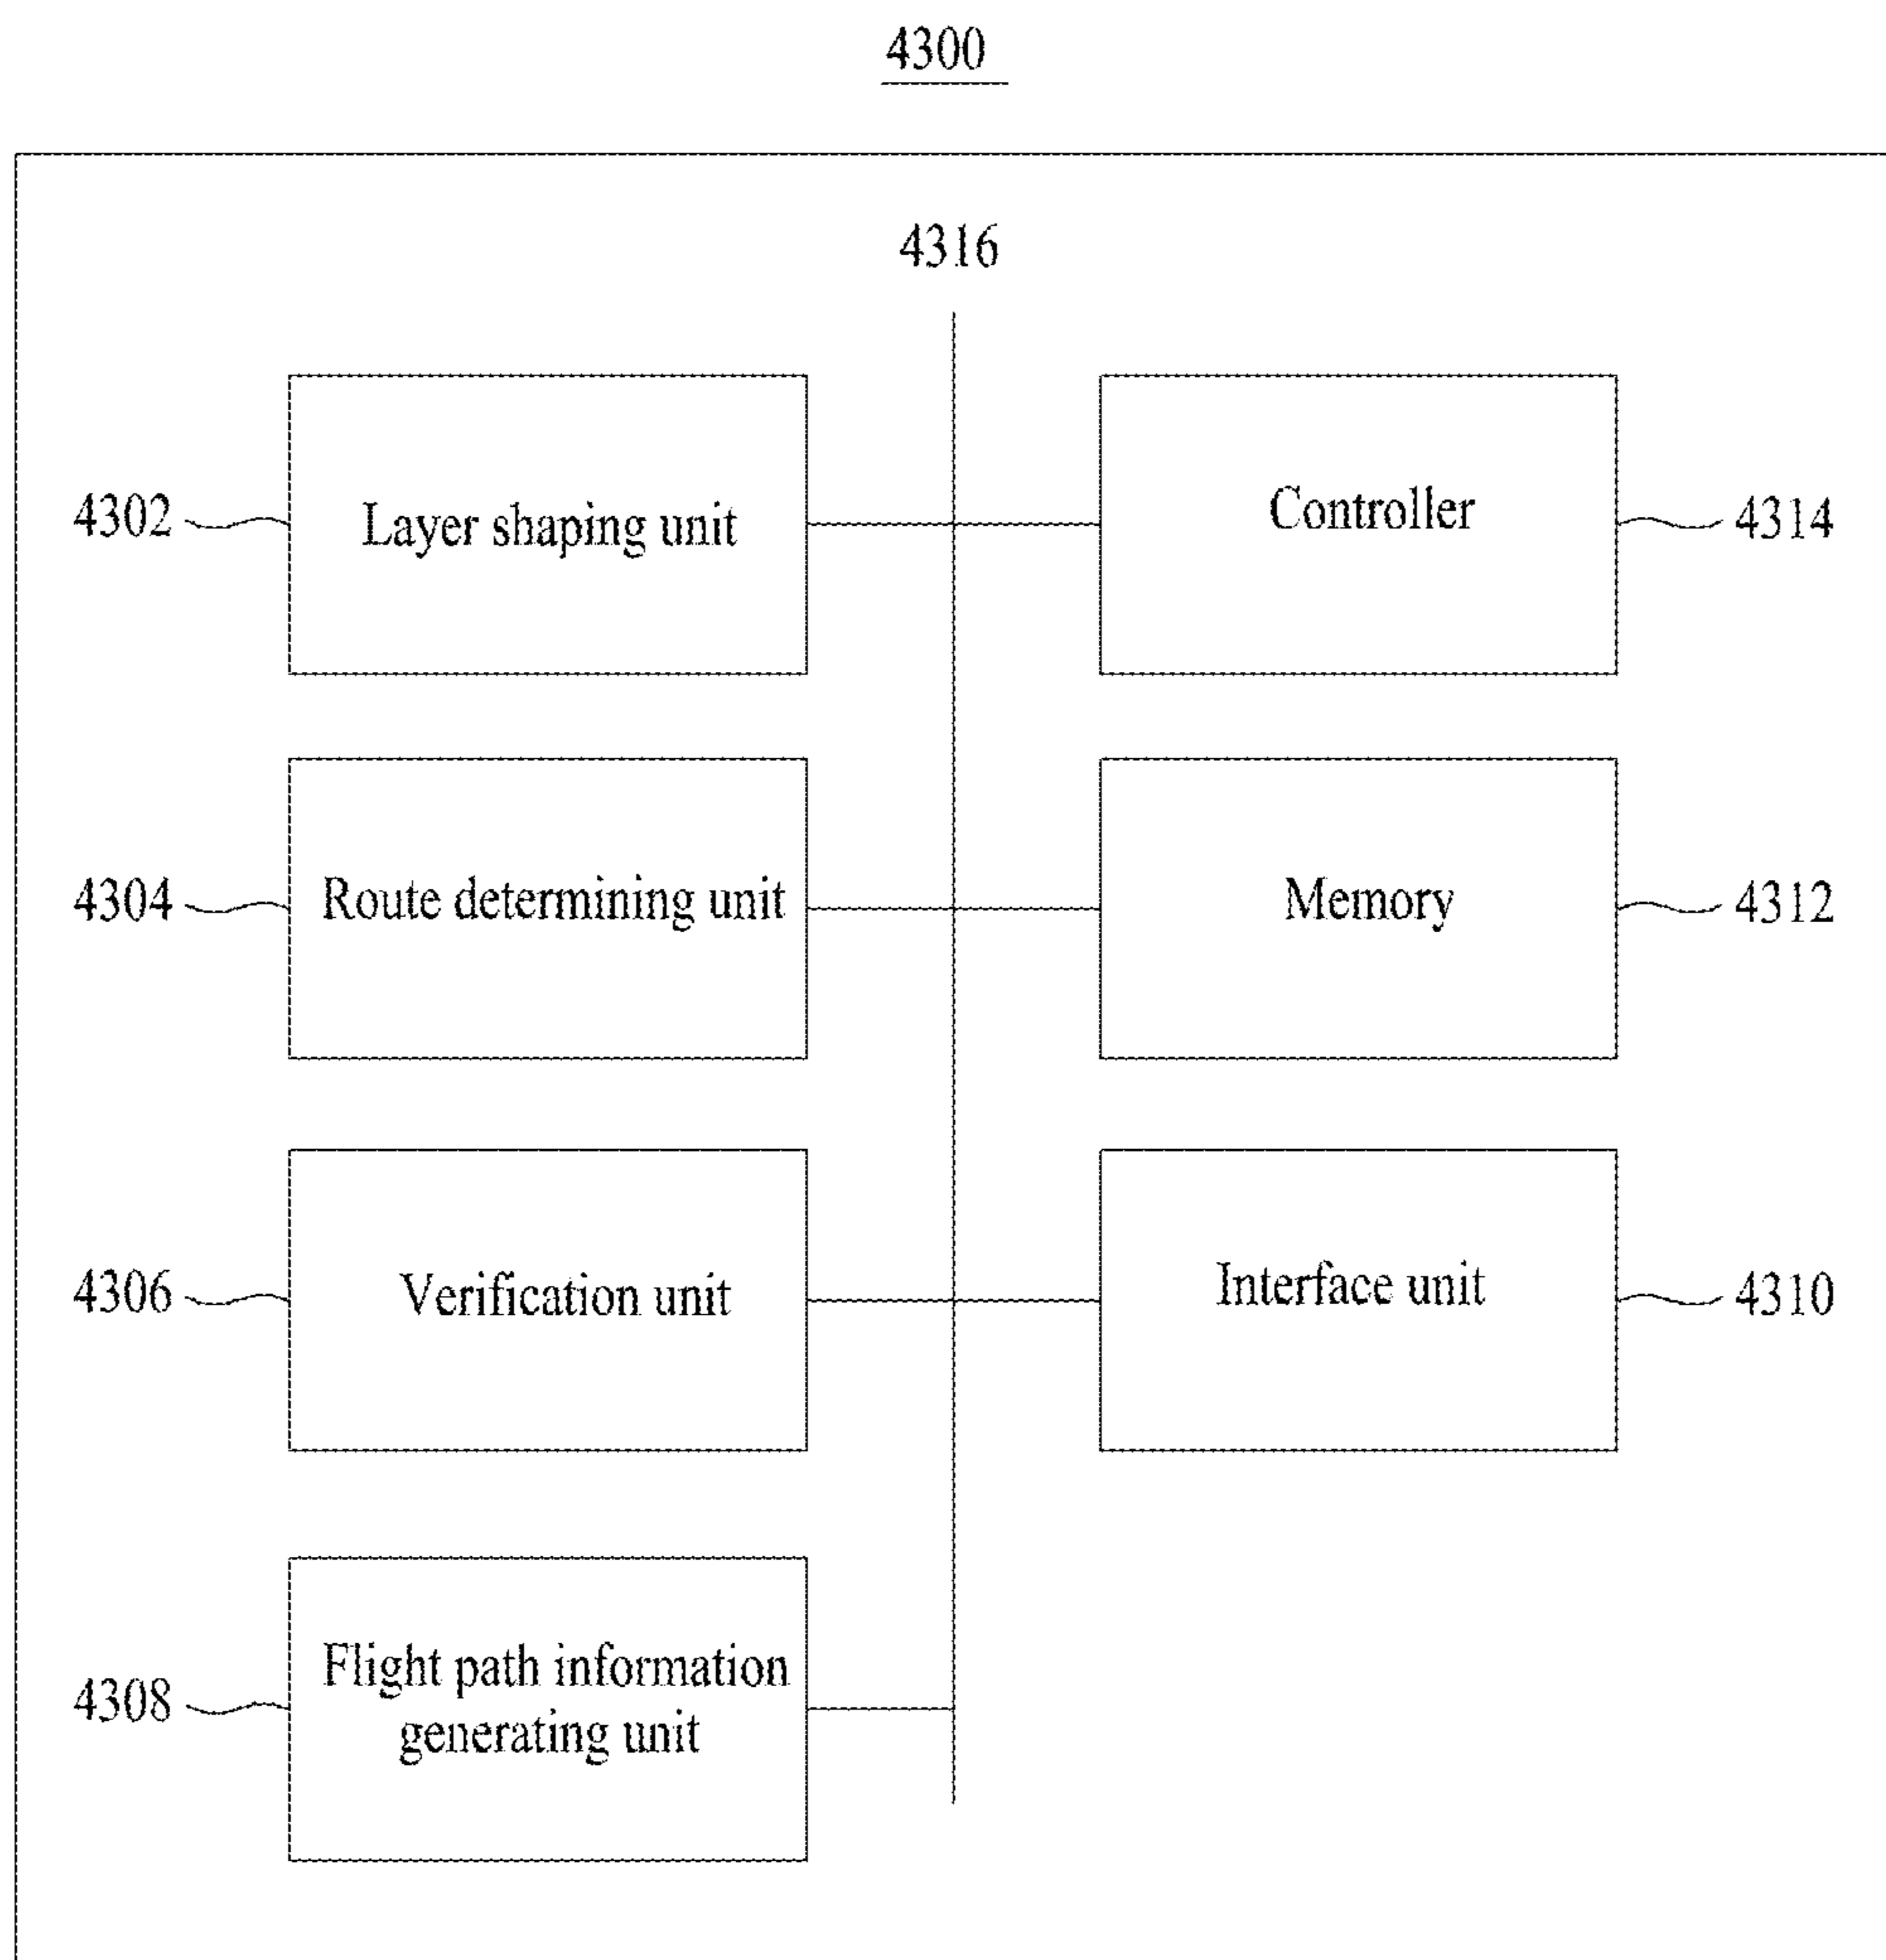 4300
4316
4302
Layer shaping unit
Controller
4314
4304
Route determining unit
Memory
4312
4306
Verification unit
Interface unit
4310
4308
Flight path information
generating unit